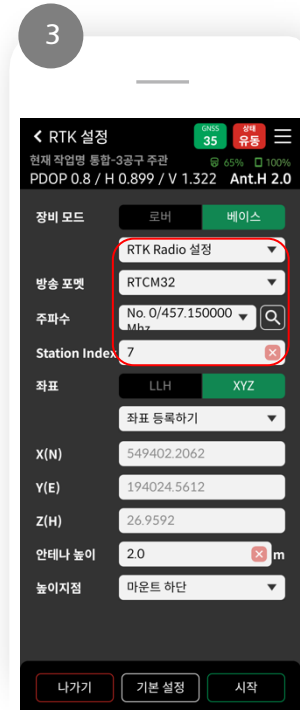 3
RTK 설정
GNSS
35
상태
유동
현재 작업명 통합-3공구 주관 65% 100%
PDOP 0.8 / H 0.899 / V 1.322 Ant.H 2.0
장비 모드 로버 베이스
RTK Radio 설정
방송 포멧 RTCM32
주파수 No. 0/457.150000
Mhz
Station Index 7
좌표 LLH XYZ
좌표 등록하기
X(N) 549402.2062
Y(E) 194024.5612
Z(H) 26.9592
안테나 높이 2.0 m
높이지점 마운트 하단
나가기 기본 설정 시작